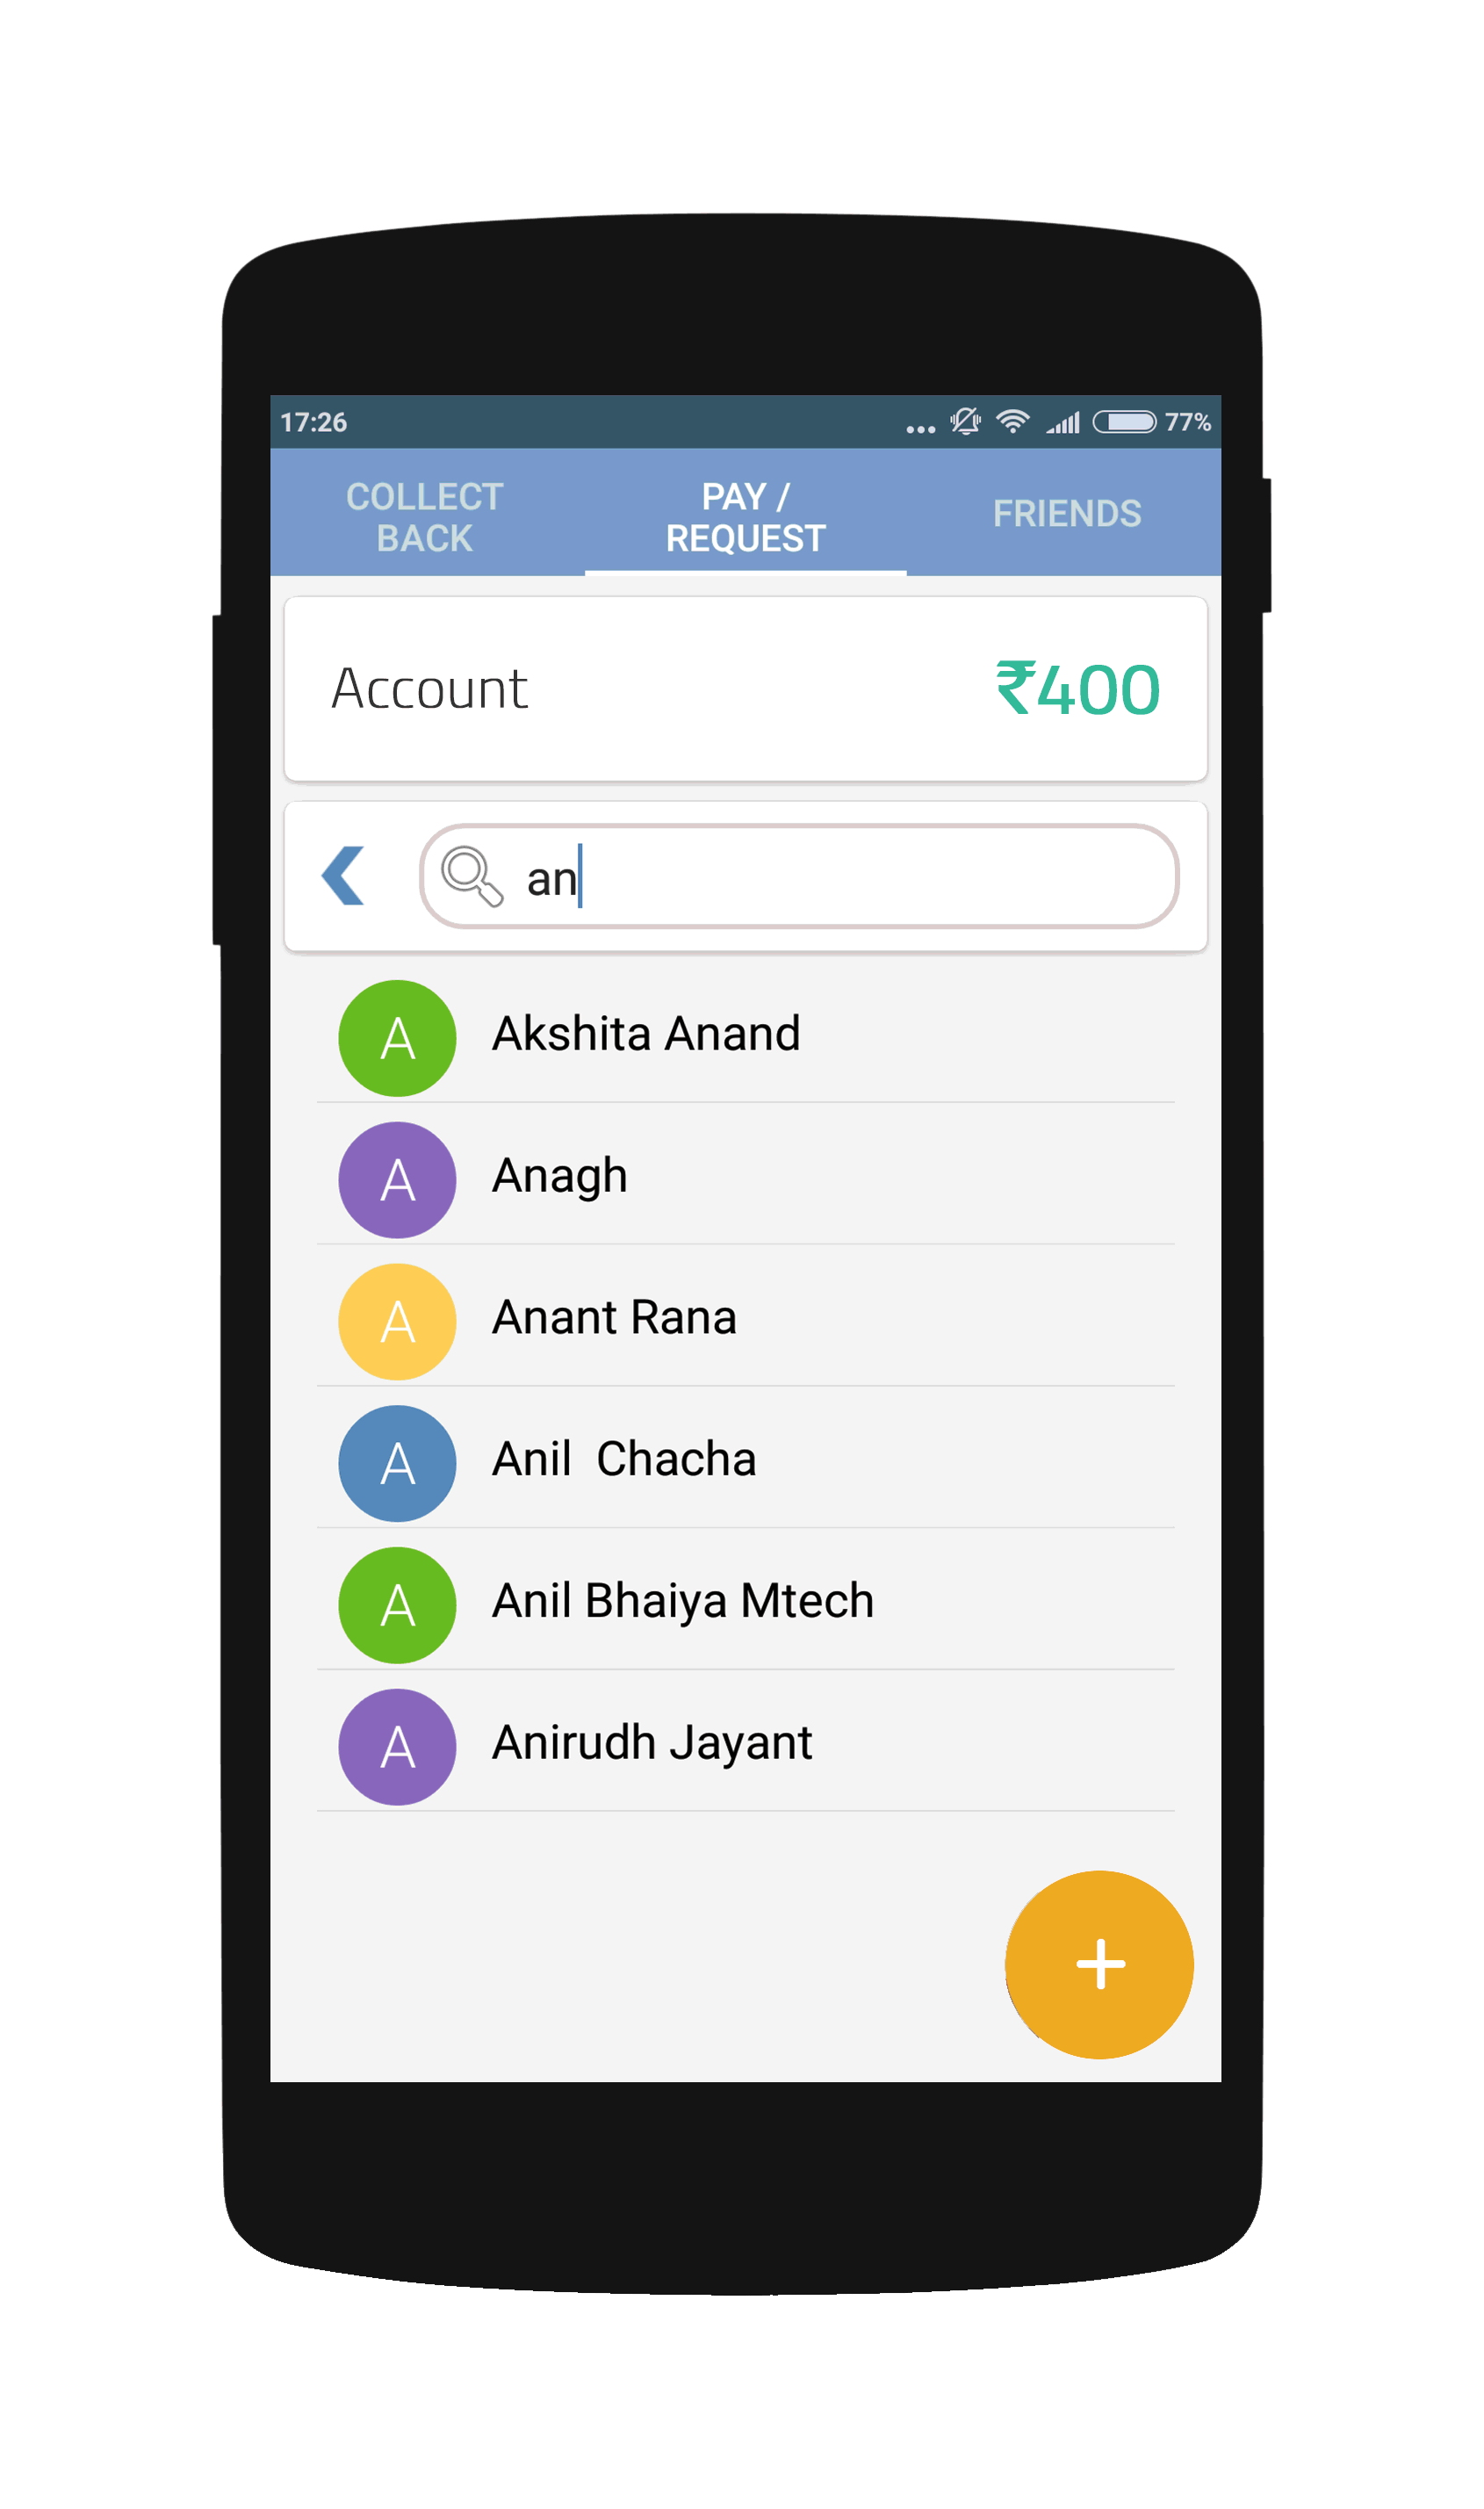 17:26
77%
COLLECT
BACK
PAY /
REQUEST
FRIENDS
Account ₹400
an
A Akshita Anand
A Anagh
A Anant Rana
A Anil  Chacha
A Anil Bhaiya Mtech
A Anirudh Jayant